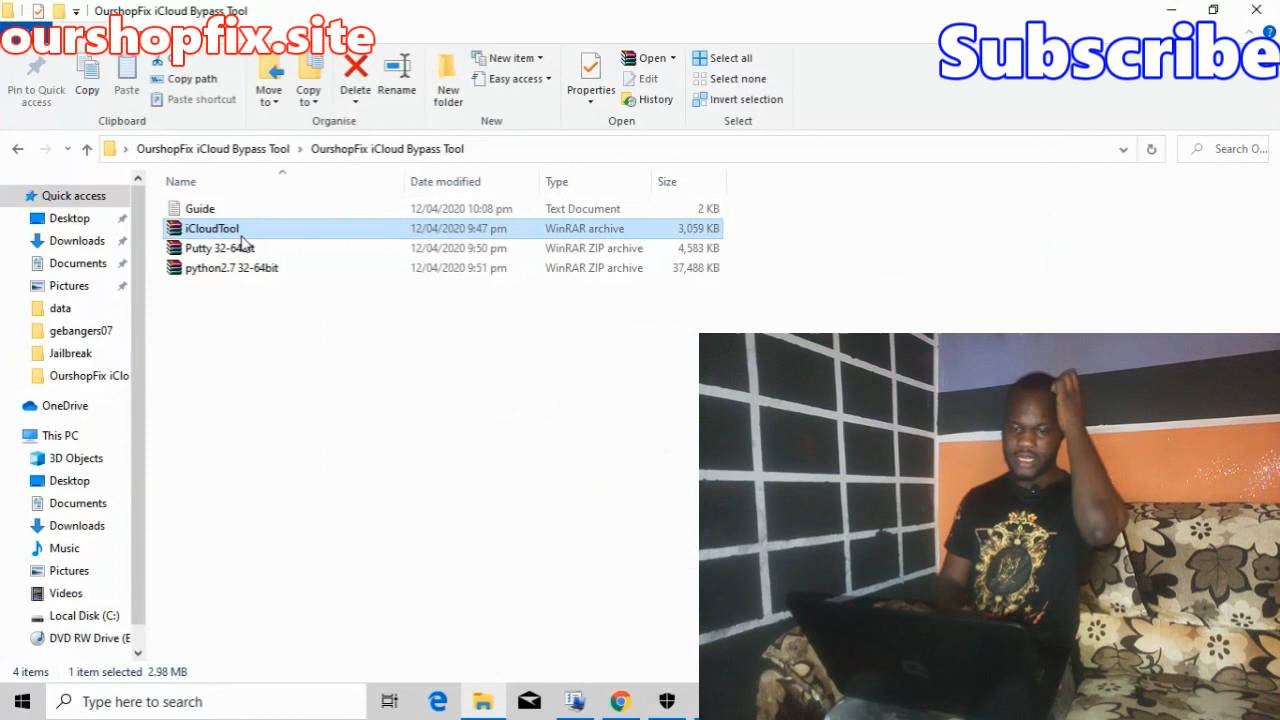 OurshopFix iCloud Bypass Tool
ourshopfix.site
Subscribe
Pin to Quick access
Copy
Paste
Copy path
Paste shortcut
Clipboard
Move to
Copy to
Delete
Rename
Organise
New folder
New item
Easy access
New
Properties
Open
Edit
History
Open
Select all
Select none
Invert selection
Select
OurshopFix iCloud Bypass Tool > OurshopFix iCloud Bypass Tool
Search O...
Name Date modified Type Size
Guide 12/04/2020 10:08 pm Text Document 2 KB
iCloudTool 12/04/2020 9:47 pm WinRAR archive 3,059 KB
Putty 32-64bit 12/04/2020 9:50 pm WinRAR ZIP archive 4,583 KB
python2.7 32-64bit 12/04/2020 9:51 pm WinRAR ZIP archive 37,488 KB
Quick access
Desktop
Downloads
Documents
Pictures
data
gebangers07
Jailbreak
OurshopFix iClo
OneDrive
This PC
3D Objects
Desktop
Documents
Downloads
Music
Pictures
Videos
Local Disk (C:)
DVD RW Drive (E
4 items 1 item selected 2.98 MB
Type here to search